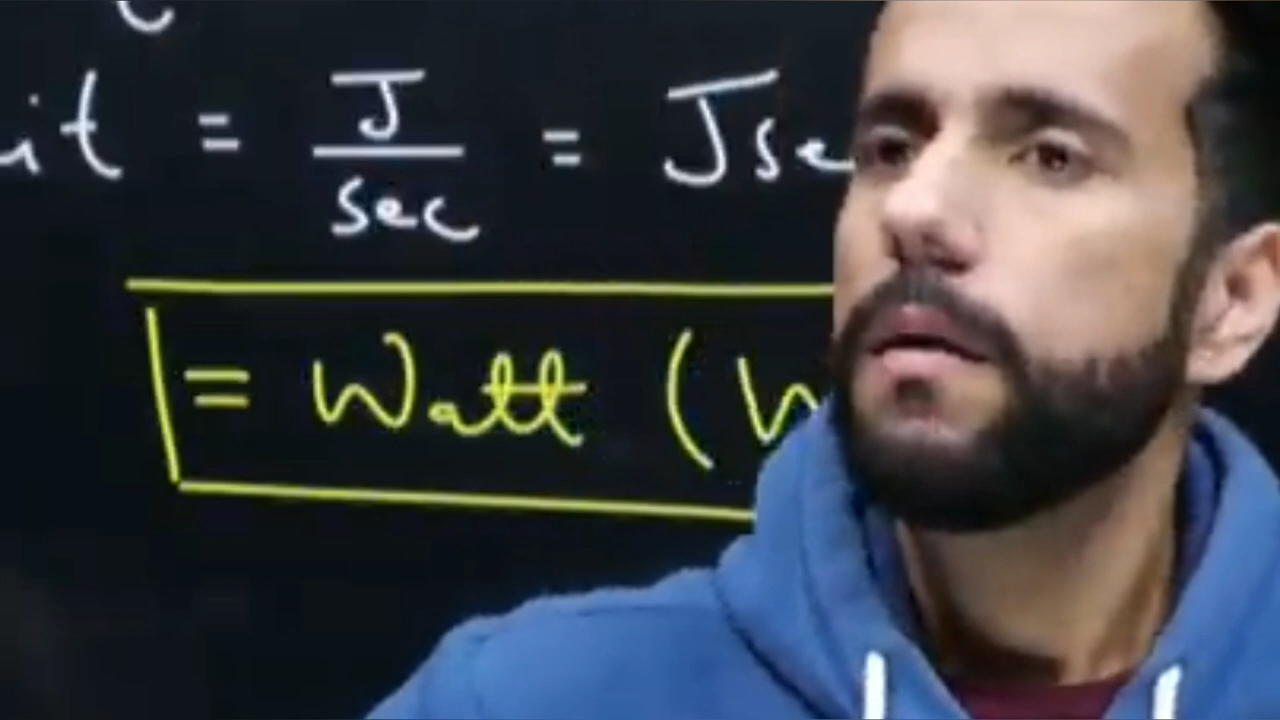 it = J/sec = Jse
= Watt (W